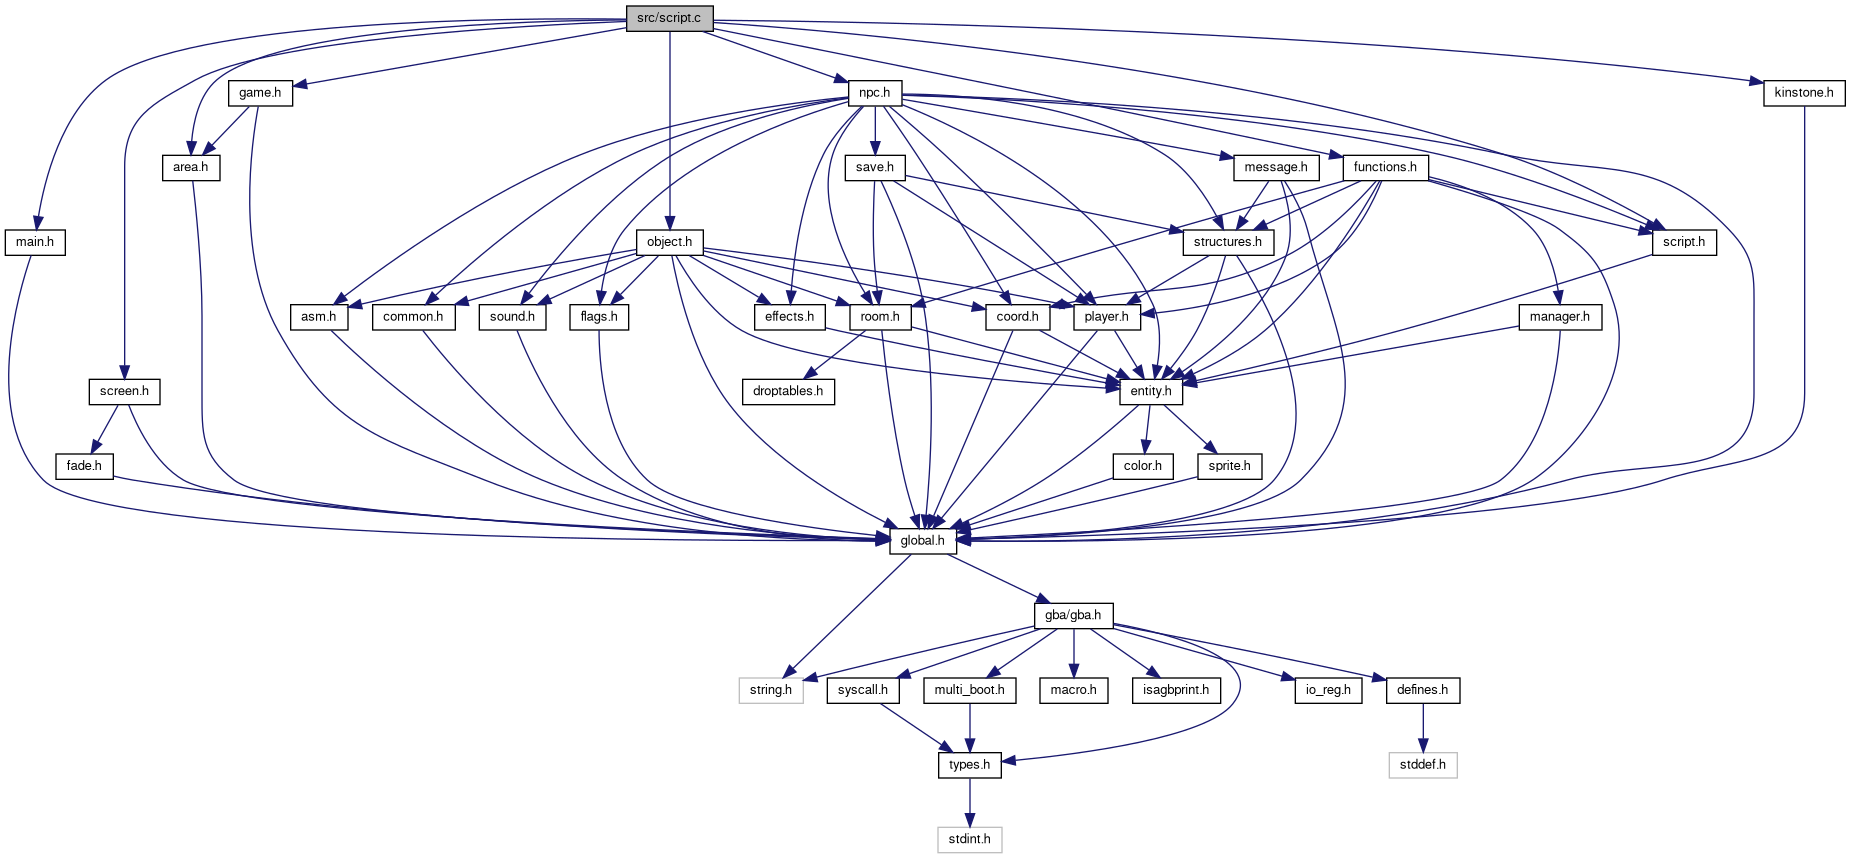 src/script.c
game.h
npc.h
kinstone.h
area.h
save.h
message.h
functions.h
main.h
object.h
structures.h
script.h
asm.h
common.h
sound.h
flags.h
effects.h
room.h
coord.h
player.h
manager.h
screen.h
droptables.h
entity.h
fade.h
color.h
sprite.h
global.h
gba/gba.h
string.h
syscall.h
multi_boot.h
macro.h
isagbprint.h
io_reg.h
defines.h
types.h
stddef.h
stdint.h